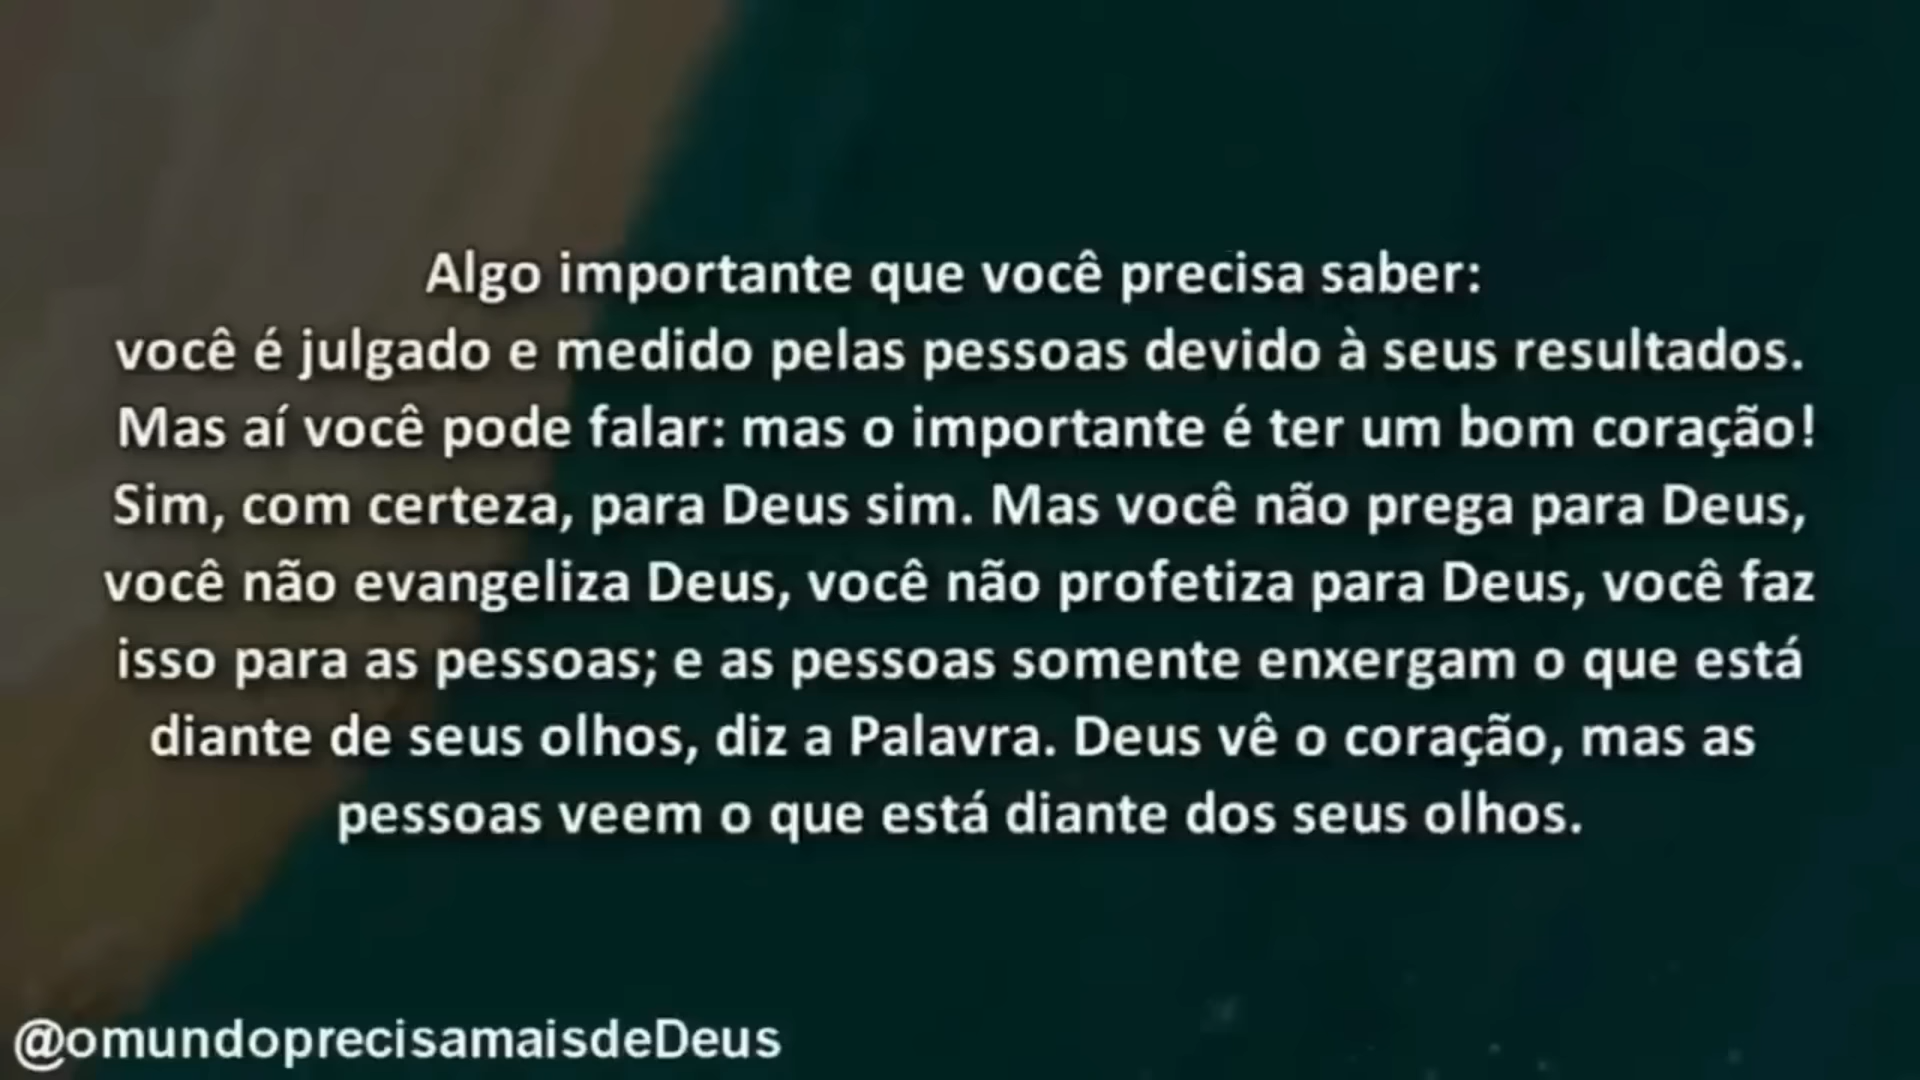 Algo importante que você precisa saber:
você é julgado e medido pelas pessoas devido à seus resultados.
Mas aí você pode falar: mas o importante é ter um bom coração!
Sim, com certeza, para Deus sim. Mas você não prega para Deus,
você não evangeliza Deus, você não profetiza para Deus, você faz
isso para as pessoas; e as pessoas somente enxergam o que está
diante de seus olhos, diz a Palavra. Deus vê o coração, mas as
pessoas veem o que está diante dos seus olhos.
@omundoprecisamaisdeDeus